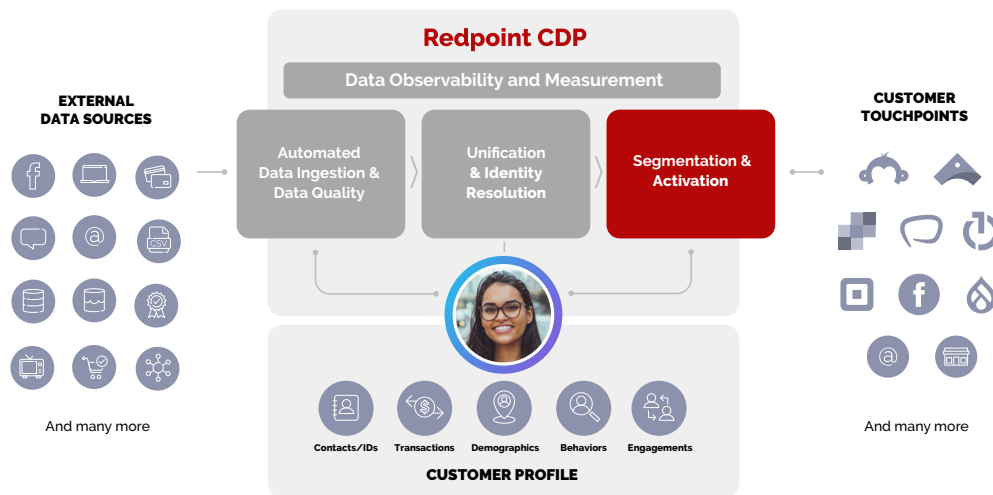 Redpoint CDP
Data Observability and Measurement
EXTERNAL
DATA SOURCES
CSV
And many more
Automated
Data Ingestion &
Data Quality
Unification
& Identity
Resolution
Segmentation &
Activation
CUSTOMER
TOUCHPOINTS
And many more
Contacts/IDs
Transactions
Demographics
Behaviors
Engagements
CUSTOMER PROFILE